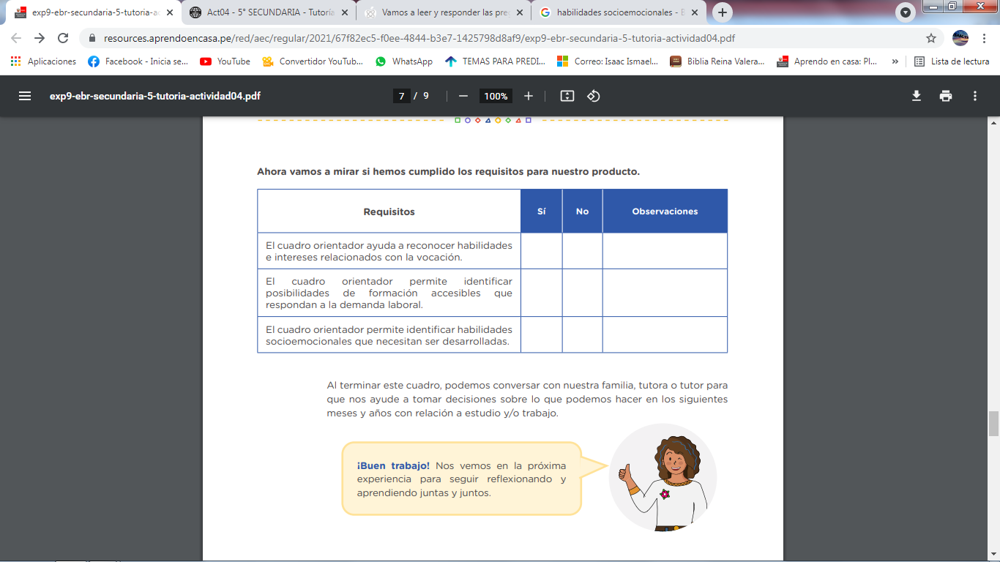 exp9-ebr-secundaria-5-tutoria-ac
Act04 - 5° SECUNDARIA - Tutoría
Vamos a leer y responder las preg
habilidades socioemocionales - B
resources.aprendoencasa.pe/red/aec/regular/2021/67f82ec5-f0ee-4844-b3e7-1425798d8af9/exp9-ebr-secundaria-5-tutoria-actividad04.pdf
Aplicaciones
Facebook - Inicia se...
YouTube
Convertidor YouTub...
WhatsApp
TEMAS PARA PREDI...
Correo: Isaac Ismael...
Biblia Reina Valera...
Aprendo en casa: Pl...
»
Lista de lectura
exp9-ebr-secundaria-5-tutoria-actividad04.pdf
7 / 9
100%
Ahora vamos a mirar si hemos cumplido los requisitos para nuestro producto.
Requisitos
Sí
No
Observaciones
El cuadro orientador ayuda a reconocer habilidades
e intereses relacionados con la vocación.
El cuadro orientador permite identificar
posibilidades de formación accesibles que
respondan a la demanda laboral.
El cuadro orientador permite identificar habilidades
socioemocionales que necesitan ser desarrolladas.
Al terminar este cuadro, podemos conversar con nuestra familia, tutora o tutor para
que nos ayude a tomar decisiones sobre lo que podemos hacer en los siguientes
meses y años con relación a estudio y/o trabajo.
¡Buen trabajo! Nos vemos en la próxima
experiencia para seguir reflexionando y
aprendiendo juntas y juntos.